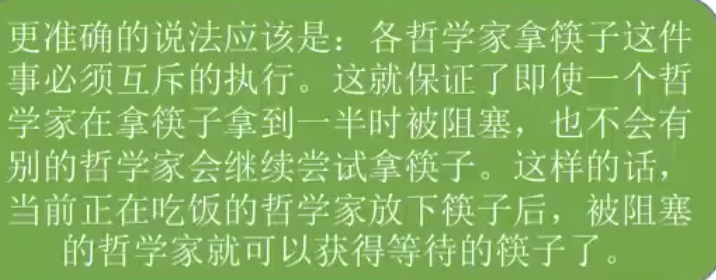 更准确的说法应该是：各哲学家拿筷子这件
事必须互斥的执行。这就保证了即使一个哲
学家在拿筷子拿到一半时被阻塞，也不会有
别的哲学家会继续尝试拿筷子。这样的话，
当前正在吃饭的哲学家放下筷子后，被阻塞
的哲学家就可以获得等待的筷子了。